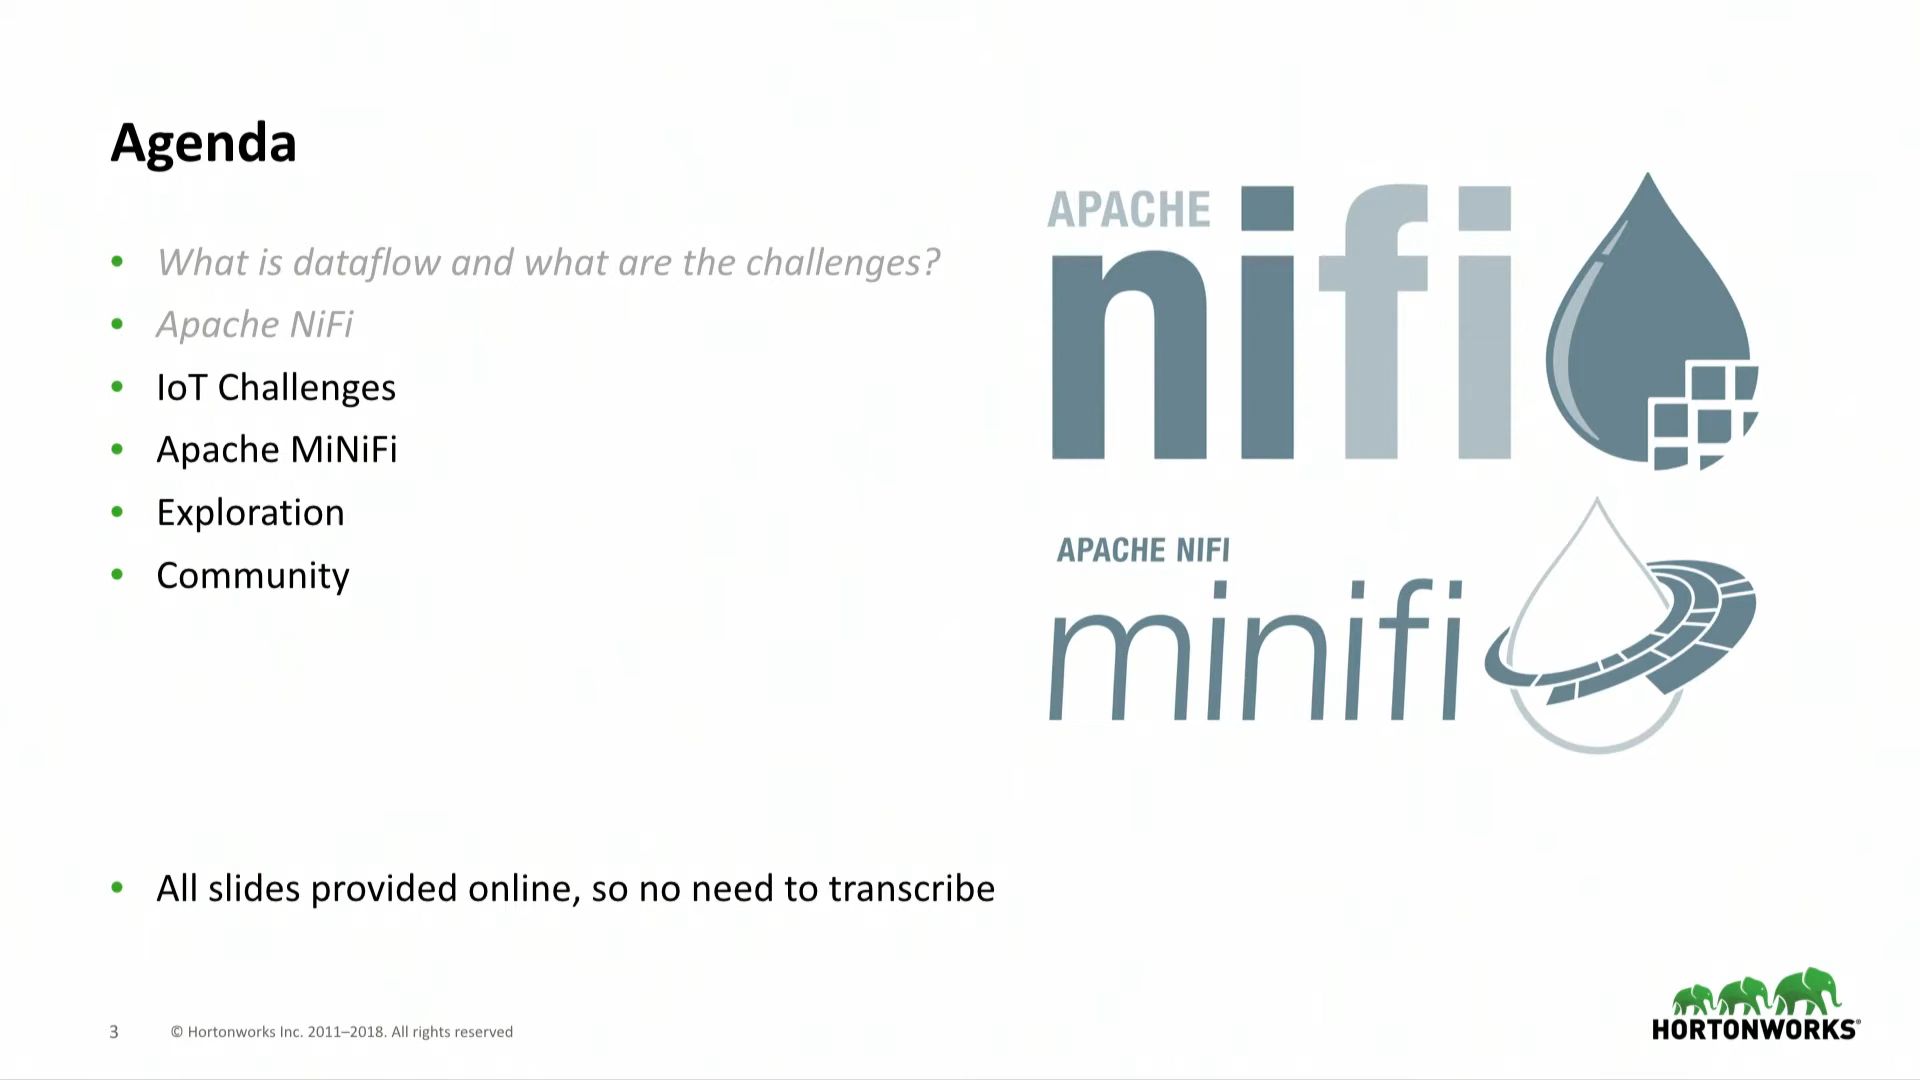 Agenda
• What is dataflow and what are the challenges?
• Apache NiFi
• IoT Challenges
• Apache MiNiFi
• Exploration
• Community
• All slides provided online, so no need to transcribe
APACHE
nifi
APACHE NIFI
minifi
3 © Hortonworks Inc. 2011–2018. All rights reserved
HORTONWORKS®